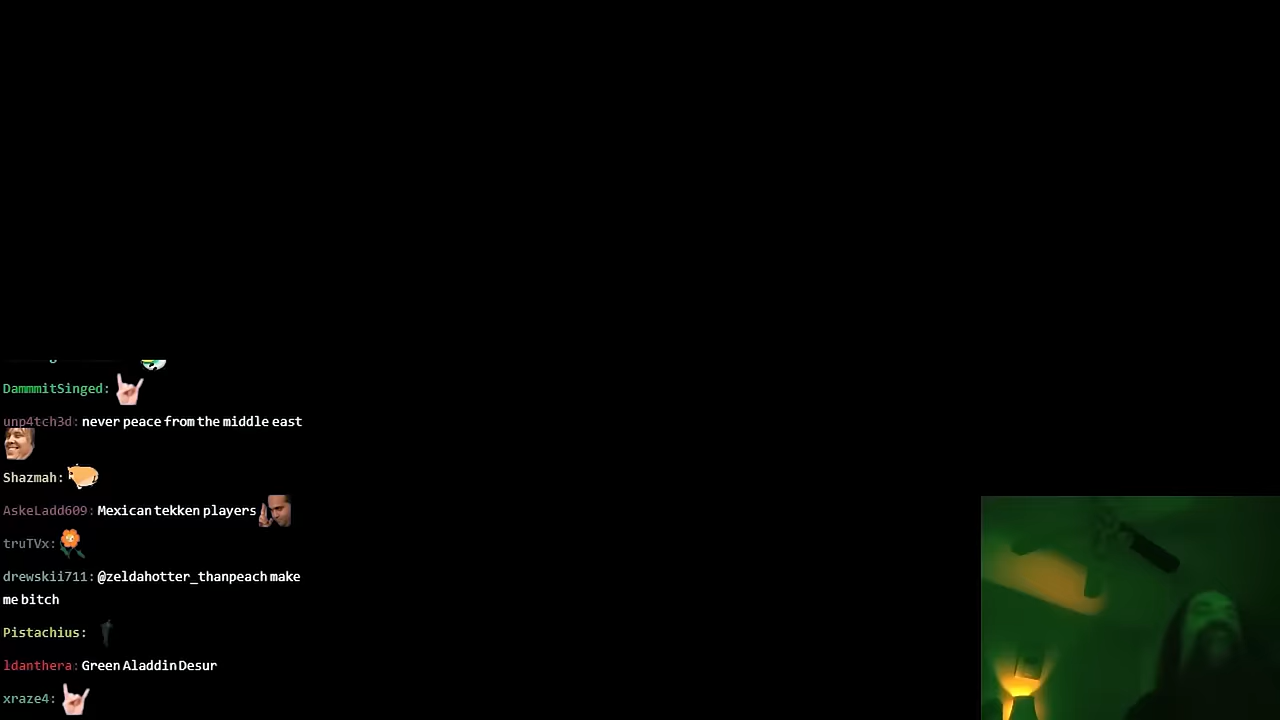 DammmitSinged:
unp4tch3d: never peace from the middle east
Shazmah:
AskeLadd609: Mexican tekken players
truTVx:
drewskii711: @zeldahotter_thanpeach make
me bitch
Pistachius:
ldanthera: Green Aladdin Desur
xraze4: